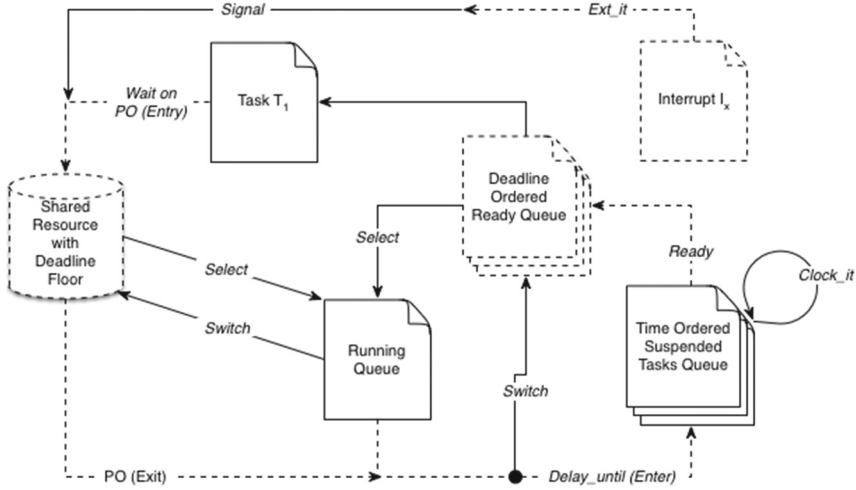 Signal
Ext_it
Wait on
PO (Entry)
Task T1
Interrupt Ix
Deadline
Ordered
Ready Queue
Shared
Resource
with
Deadline
Floor
Select
Select
Ready
Clock_it
Switch
Running
Queue
Time Ordered
Suspended
Tasks Queue
Switch
PO (Exit)
Delay_until (Enter)